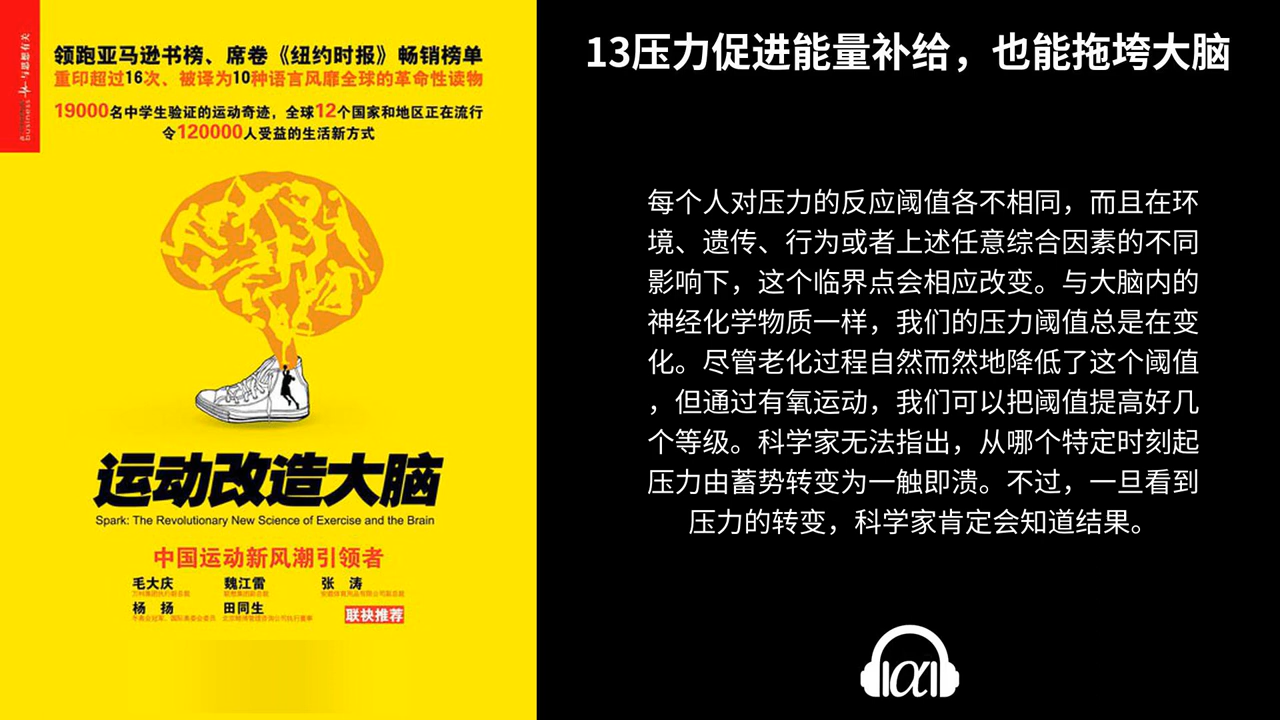 与思想有关
business
领跑亚马逊书榜、席卷《纽约时报》畅销榜单
重印超过16次、被译为10种语言风靡全球的革命性读物
19000名中学生验证的运动奇迹，全球12个国家和地区正在流行
令120000人受益的生活新方式
运动改造大脑
Spark: The Revolutionary New Science of Exercise and the Brain
中国运动新风潮引领者
毛大庆 魏江雷 张 涛
杨 扬 田同生
联袂推荐
13压力促进能量补给，也能拖垮大脑
每个人对压力的反应阈值各不相同，而且在环
境、遗传、行为或者上述任意综合因素的不同
影响下，这个临界点会相应改变。与大脑内的
神经化学物质一样，我们的压力阈值总是在变
化。尽管老化过程自然而然地降低了这个阈值
，但通过有氧运动，我们可以把阈值提高好几
个等级。科学家无法指出，从哪个特定时刻起
压力由蓄势转变为一触即溃。不过，一旦看到
压力的转变，科学家肯定会知道结果。